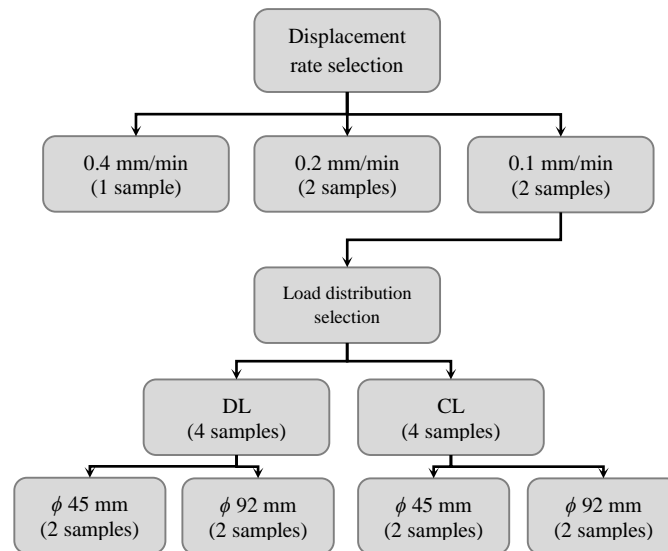 Displacement
rate selection
0.4 mm/min
(1 sample)
0.2 mm/min
(2 samples)
0.1 mm/min
(2 samples)
Load distribution
selection
DL
(4 samples)
CL
(4 samples)
ϕ 45 mm
(2 samples)
ϕ 92 mm
(2 samples)
ϕ 45 mm
(2 samples)
ϕ 92 mm
(2 samples)